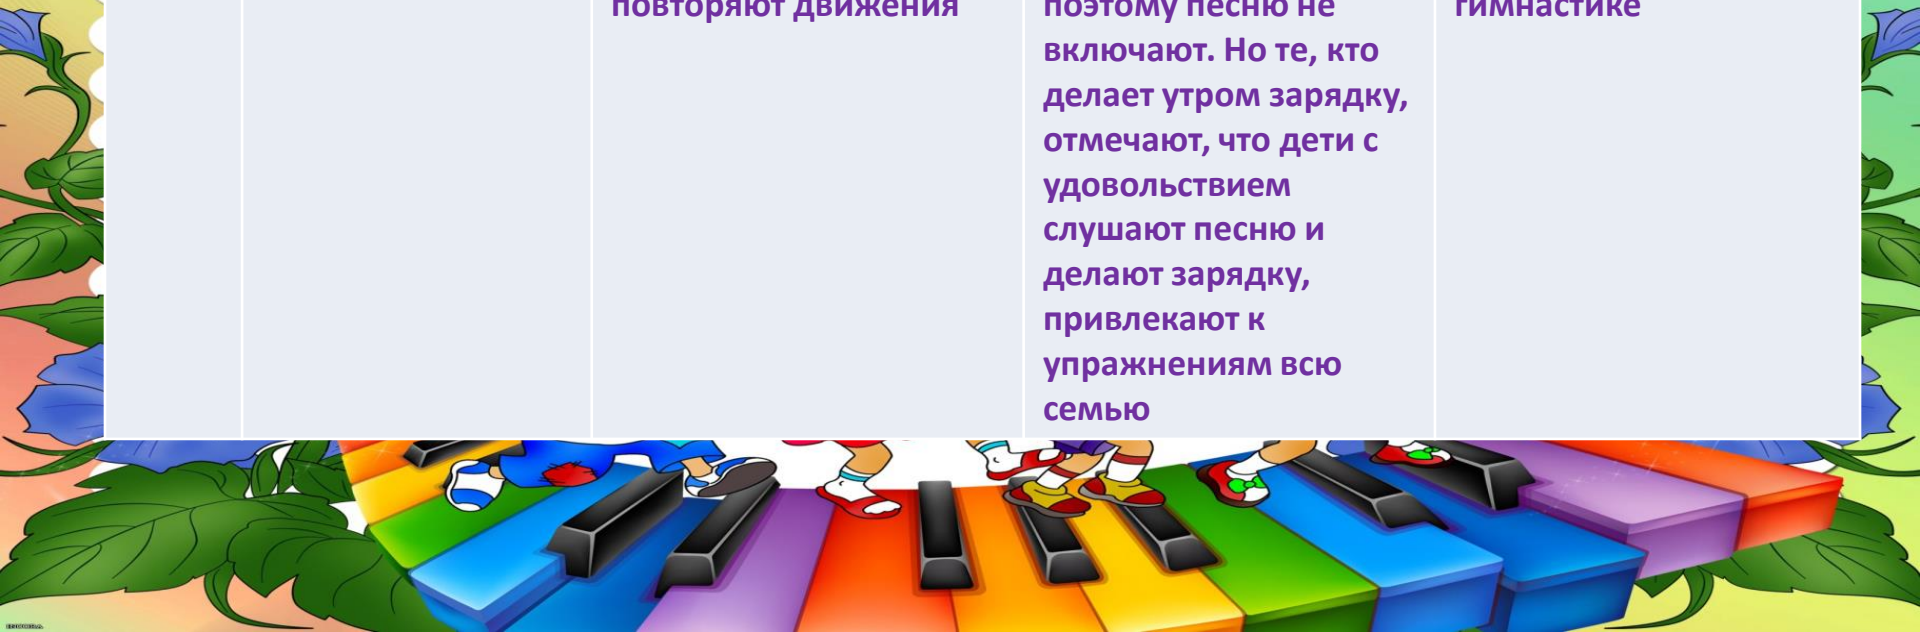 повторяют движения
поэтому песню не
включают. Но те, кто
делает утром зарядку,
отмечают, что дети с
удовольствием
слушают песню и
делают зарядку,
привлекают к
упражнениям всю
семью
гимнастике